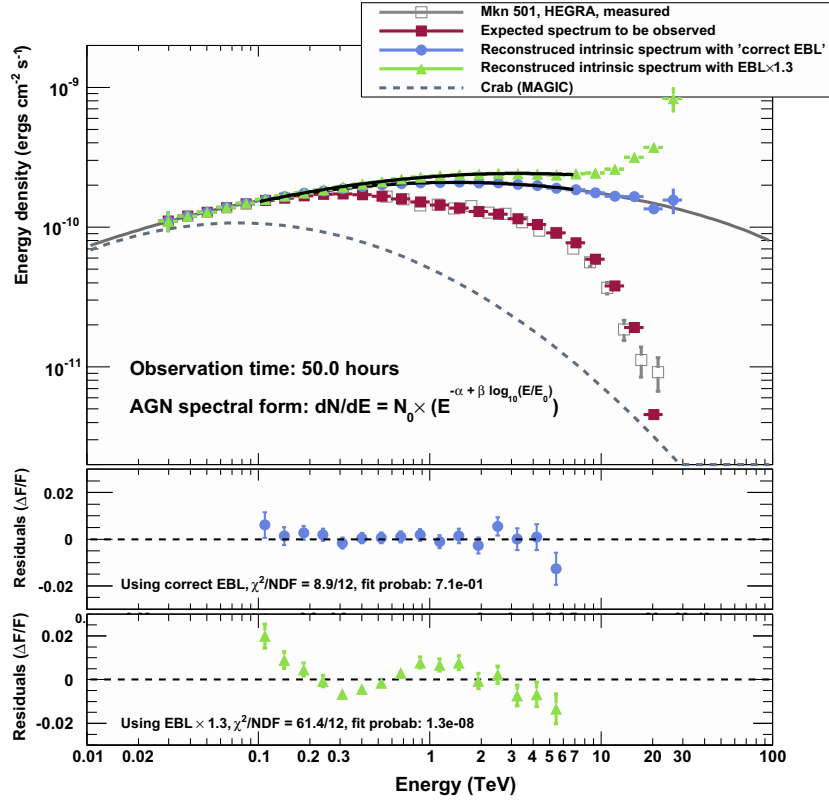 Mkn 501, HEGRA, measured
Expected spectrum to be observed
Reconstruced intrinsic spectrum with 'correct EBL'
Reconstruced intrinsic spectrum with EBL×1.3
Crab (MAGIC)
Energy density (ergs cm⁻² s⁻¹)
10⁻⁹
10⁻¹⁰
10⁻¹¹
Observation time: 50.0 hours
AGN spectral form: dN/dE = N₀ × (E^{-α + β log₁₀(E/E₀)})
Residuals (ΔF/F)
0.02
0
-0.02
Using correct EBL, χ²/NDF = 8.9/12, fit probab: 7.1e-01
Residuals (ΔF/F)
0.02
0
-0.02
Using EBL × 1.3, χ²/NDF = 61.4/12, fit probab: 1.3e-08
0.01 0.02 0.1 0.2 0.3 1 2 3 4 5 6 7 10 20 30 100
Energy (TeV)